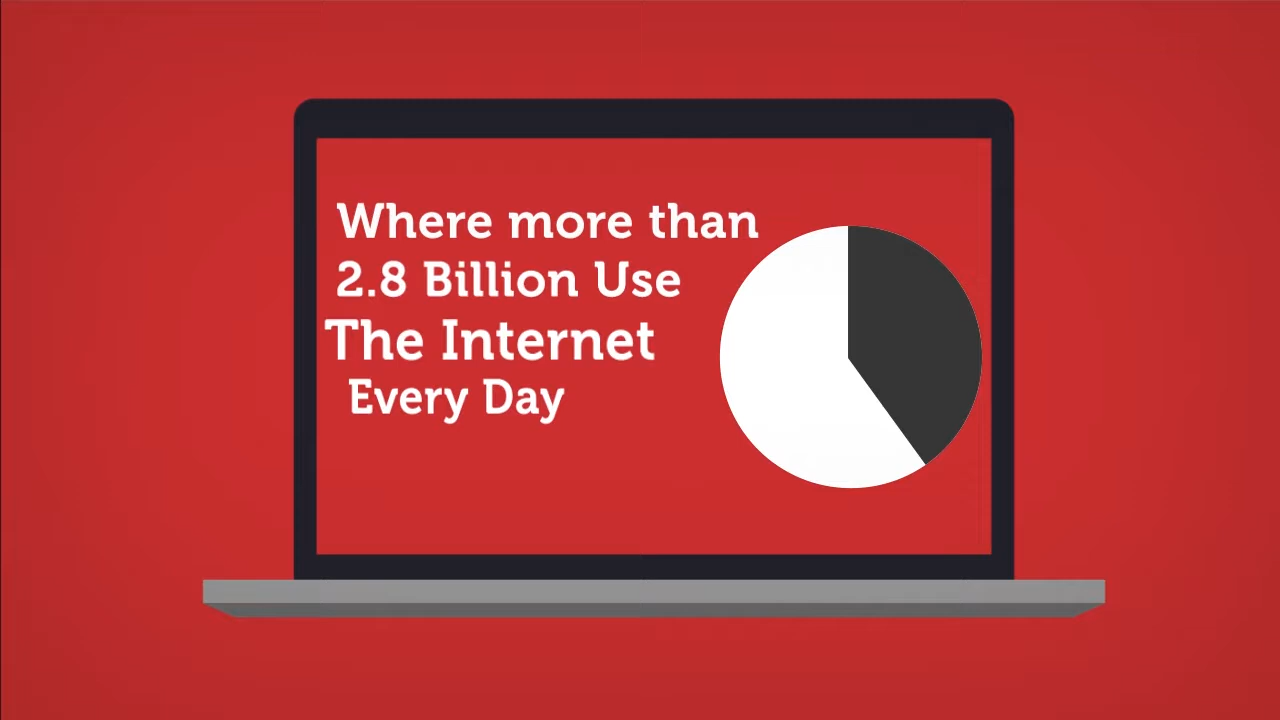 Where more than
2.8 Billion Use
The Internet
Every Day